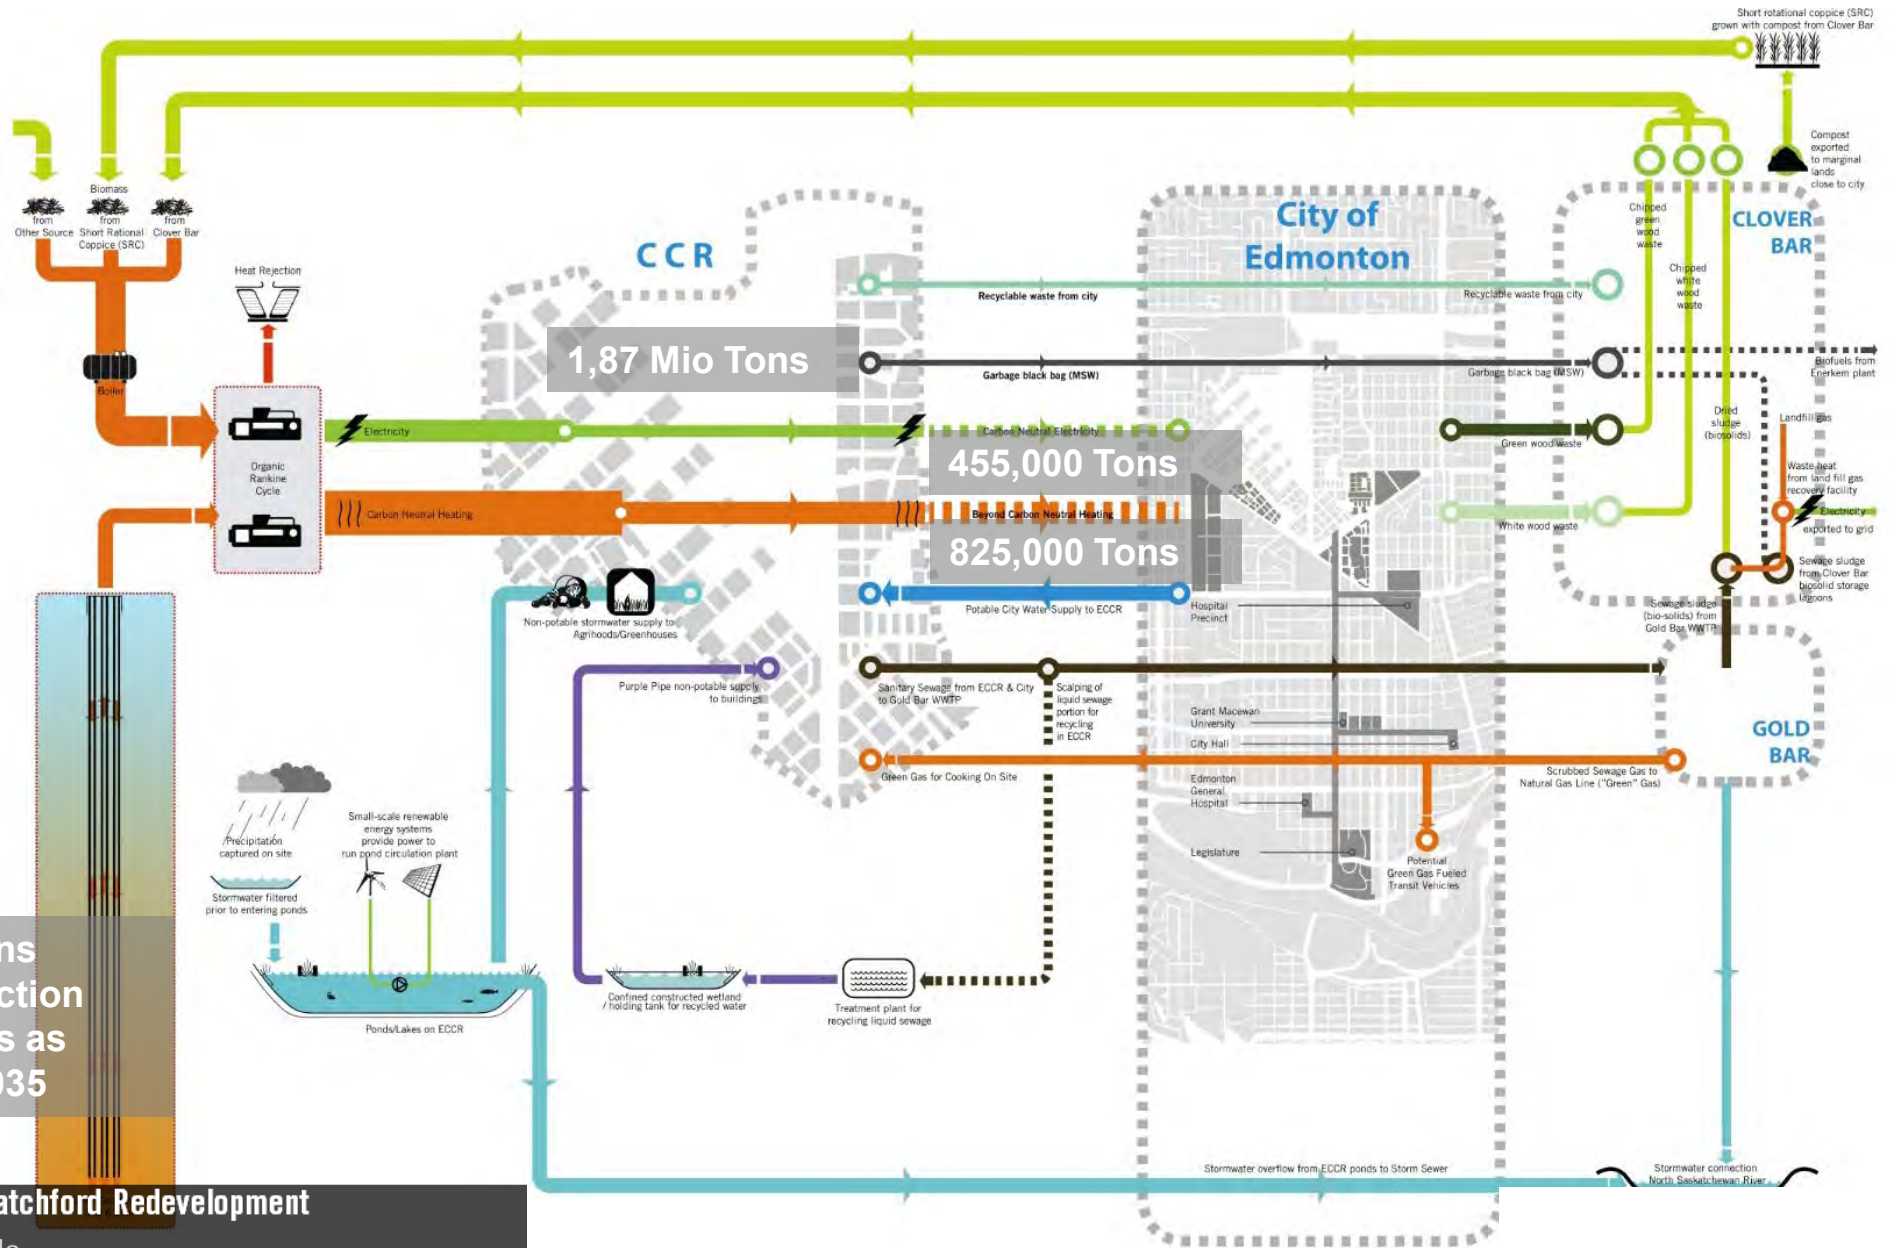 Short rotational coppice (SRC)
grown with compost from Clover Bar
Compost
exported
to marginal
lands
close to city
Biomass
from
Other Source
from
Short Rational
Coppice (SRC)
from
Clover Bar
Heat Rejection
Boiler
Organic
Rankine
Cycle
Electricity
Carbon Neutral Heating
CCR
1,87 Mio Tons
City of
Edmonton
CLOVER
BAR
Chipped
green
wood
waste
Chipped
white
wood
waste
Recyclable waste from city
Recyclable waste from city
Garbage black bag (MSW)
Garbage black bag (MSW)
Biofuels from
Enerkem plant
Carbon Neutral Electricity
455,000 Tons
Green wood waste
Dried
sludge
(biosolids)
Landfill gas
Waste heat
from land fill gas
recovery facility
Electricity
exported to grid
Beyond Carbon Neutral Heating
825,000 Tons
White wood waste
Sewage sludge
from Clover Bar
biosolid storage
lagoons
Sewage sludge
(bio-solids) from
Gold Bar WWTP
Non-potable stormwater supply to
Agrihoods/Greenhouses
Potable City Water Supply to ECCR
Hospital
Precinct
Purple Pipe non-potable supply
to buildings
Sanitary Sewage from ECCR & City
to Gold Bar WWTP
Scalping of
liquid sewage
portion for
recycling
in ECCR
Grant Macewan
University
City Hall
GOLD
BAR
Green Gas for Cooking On Site
Edmonton
General
Hospital
Scrubbed Sewage Gas to
Natural Gas Line ("Green" Gas)
Legislature
Potential
Green Gas Fueled
Transit Vehicles
Precipitation
captured on site
Small-scale renewable
energy systems
provide power to
run pond circulation plant
Stormwater filtered
prior to entering ponds
ns
ction
s as
035
Ponds/Lakes on ECCR
Confined constructed wetland
/ holding tank for recycled water
Treatment plant for
recycling liquid sewage
Stormwater overflow from ECCR ponds to Storm Sewer
Stormwater connection
North Saskatchewan River
atchford Redevelopment